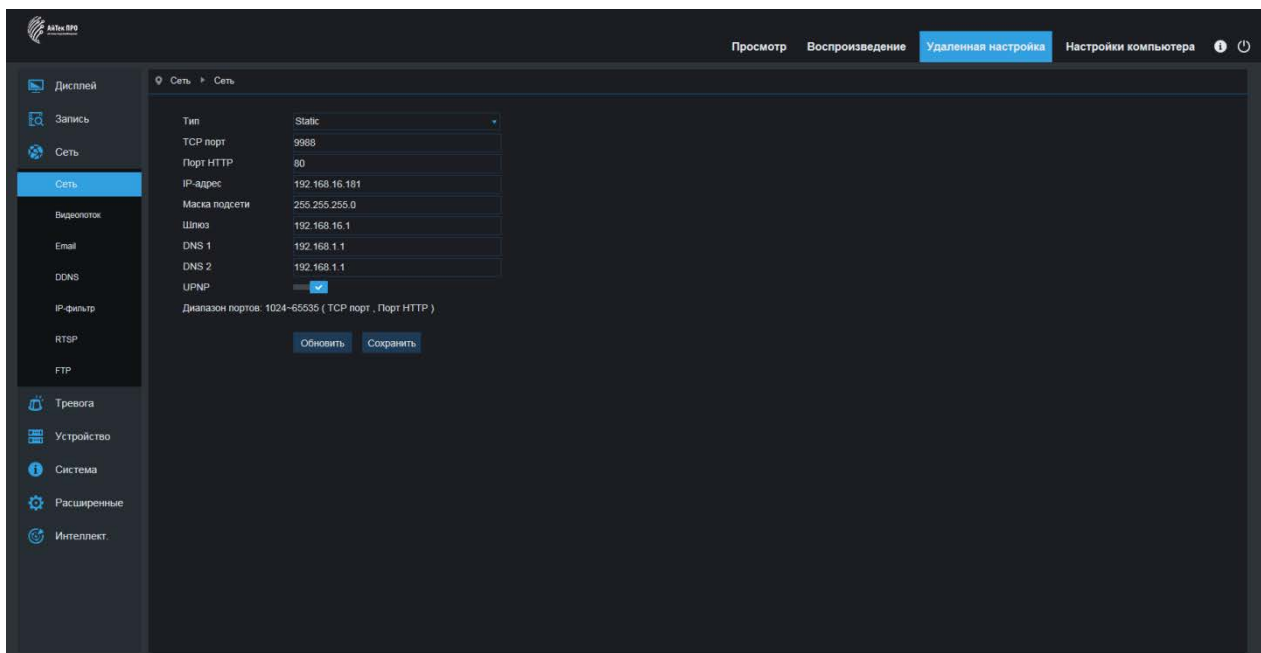 АйТек ПРО
Просмотр Воспроизведение Удаленная настройка Настройки компьютера
Дисплей
Запись
Сеть
Сеть
Видеопоток
Email
DDNS
IP-фильтр
RTSP
FTP
Тревога
Устройство
Система
Расширенные
Интеллект.
Сеть Сеть
Тип Static
TCP порт 9988
Порт HTTP 80
IP-адрес 192.168.16.181
Маска подсети 255.255.255.0
Шлюз 192.168.16.1
DNS 1 192.168.1.1
DNS 2 192.168.1.1
UPNP
Диапазон портов: 1024~65535 ( TCP порт , Порт HTTP )
Обновить Сохранить